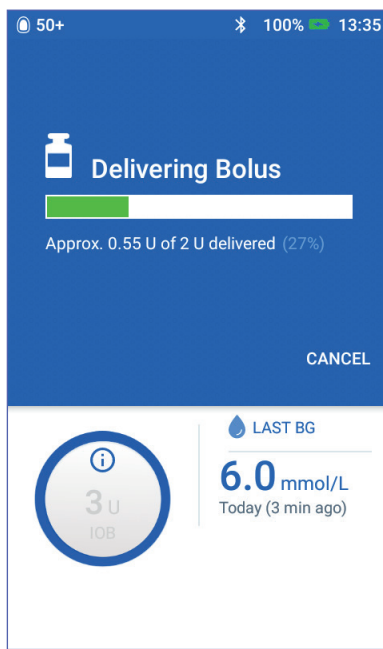 50+ 100% 13:35
Delivering Bolus
Approx. 0.55 U of 2 U delivered (27%)
CANCEL
LAST BG
6.0 mmol/L
Today (3 min ago)
i
3 U
IOB